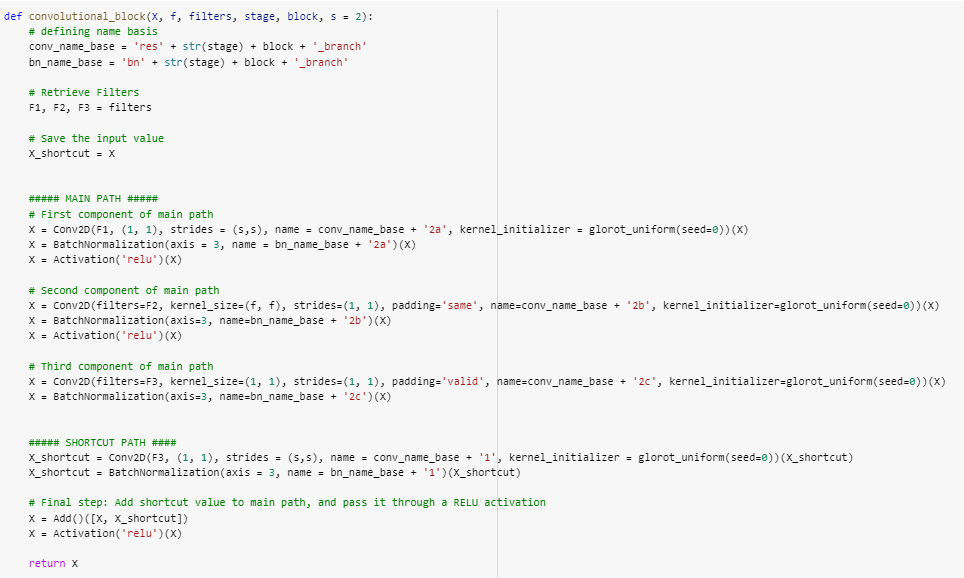 def convolutional_block(X, f, filters, stage, block, s = 2):
    # defining name basis
    conv_name_base = 'res' + str(stage) + block + '_branch'
    bn_name_base = 'bn' + str(stage) + block + '_branch'

    # Retrieve Filters
    F1, F2, F3 = filters

    # Save the input value
    X_shortcut = X


    ##### MAIN PATH #####
    # First component of main path
    X = Conv2D(F1, (1, 1), strides = (s,s), name = conv_name_base + '2a', kernel_initializer = glorot_uniform(seed=0))(X)
    X = BatchNormalization(axis = 3, name = bn_name_base + '2a')(X)
    X = Activation('relu')(X)

    # Second component of main path
    X = Conv2D(filters=F2, kernel_size=(f, f), strides=(1, 1), padding='same', name=conv_name_base + '2b', kernel_initializer=glorot_uniform(seed=0))(X)
    X = BatchNormalization(axis=3, name=bn_name_base + '2b')(X)
    X = Activation('relu')(X)

    # Third component of main path
    X = Conv2D(filters=F3, kernel_size=(1, 1), strides=(1, 1), padding='valid', name=conv_name_base + '2c', kernel_initializer=glorot_uniform(seed=0))(X)
    X = BatchNormalization(axis=3, name=bn_name_base + '2c')(X)


    ##### SHORTCUT PATH ####
    X_shortcut = Conv2D(F3, (1, 1), strides = (s,s), name = conv_name_base + '1', kernel_initializer = glorot_uniform(seed=0))(X_shortcut)
    X_shortcut = BatchNormalization(axis = 3, name = bn_name_base + '1')(X_shortcut)

    # Final step: Add shortcut value to main path, and pass it through a RELU activation
    X = Add()([X, X_shortcut])
    X = Activation('relu')(X)

    return X